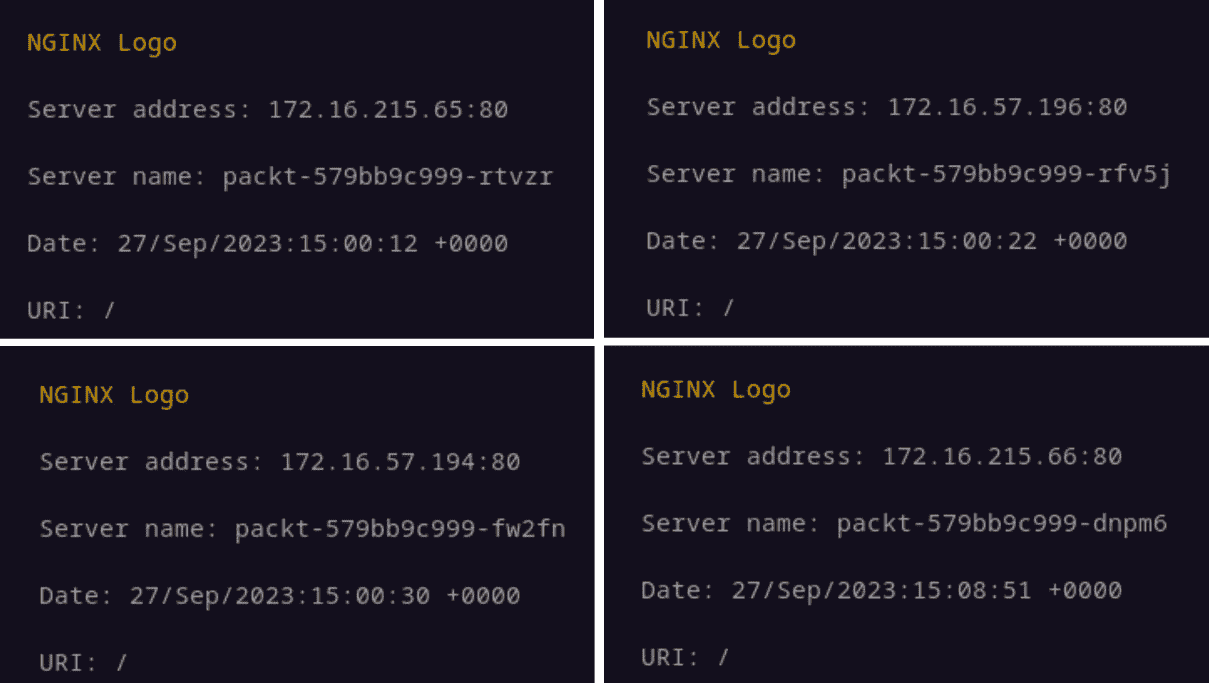 NGINX Logo
Server address: 172.16.215.65:80
Server name: packt-579bb9c999-rtvzr
Date: 27/Sep/2023:15:00:12 +0000
URI: /
NGINX Logo
Server address: 172.16.57.196:80
Server name: packt-579bb9c999-rfv5j
Date: 27/Sep/2023:15:00:22 +0000
URI: /
NGINX Logo
Server address: 172.16.57.194:80
Server name: packt-579bb9c999-fw2fn
Date: 27/Sep/2023:15:00:30 +0000
URI: /
NGINX Logo
Server address: 172.16.215.66:80
Server name: packt-579bb9c999-dnpm6
Date: 27/Sep/2023:15:08:51 +0000
URI: /